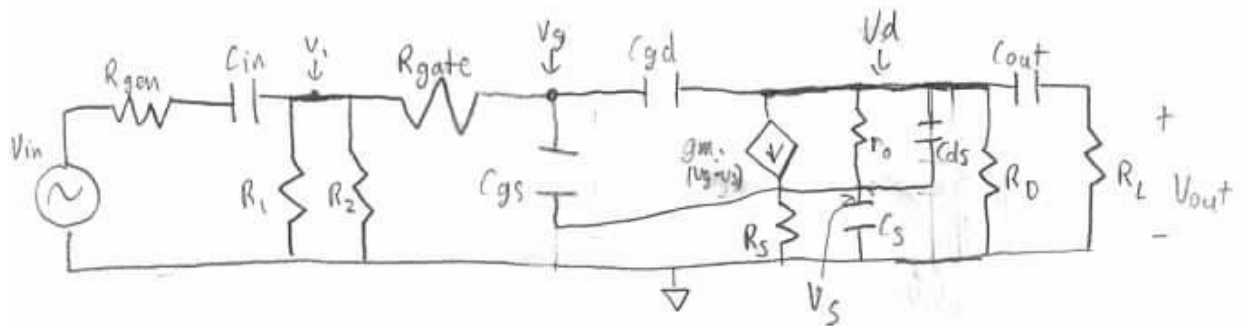 Vin
Rgen
Cin
V1
R1
R2
Rgate
Vg
Cgs
Cgd
gm.
(Vg-Vs)
Rs
Vd
ro
Cds
Cs
Vs
RD
Cout
RL
+
Vout
-